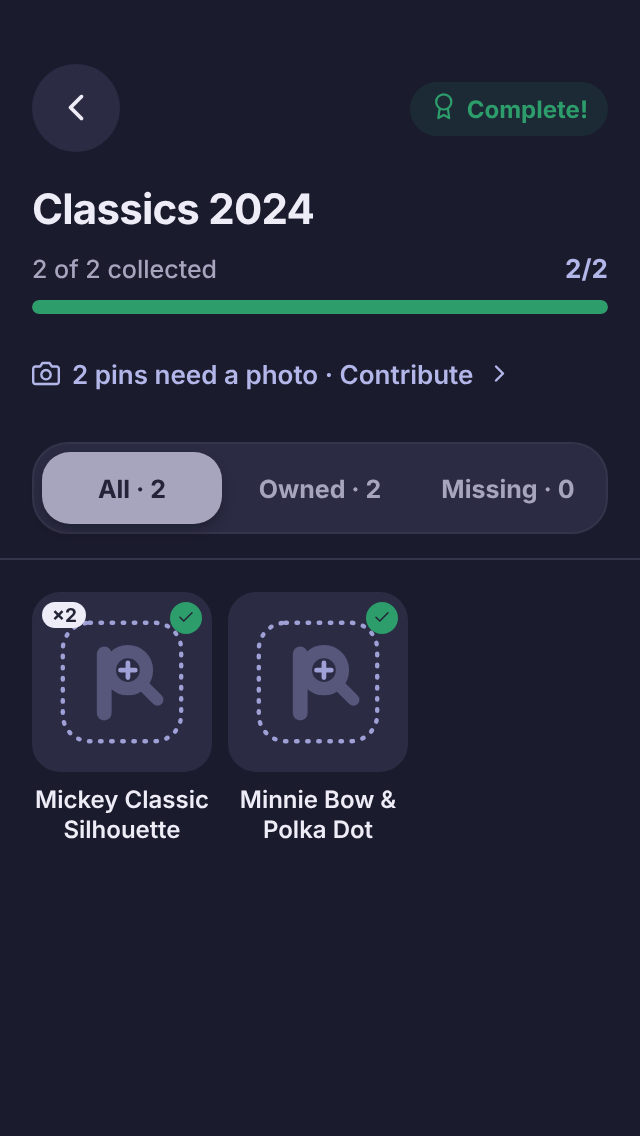 Complete!
Classics 2024
2 of 2 collected
2/2
2 pins need a photo · Contribute
All · 2
Owned · 2
Missing · 0
×2
Mickey Classic
Silhouette
Minnie Bow &
Polka Dot